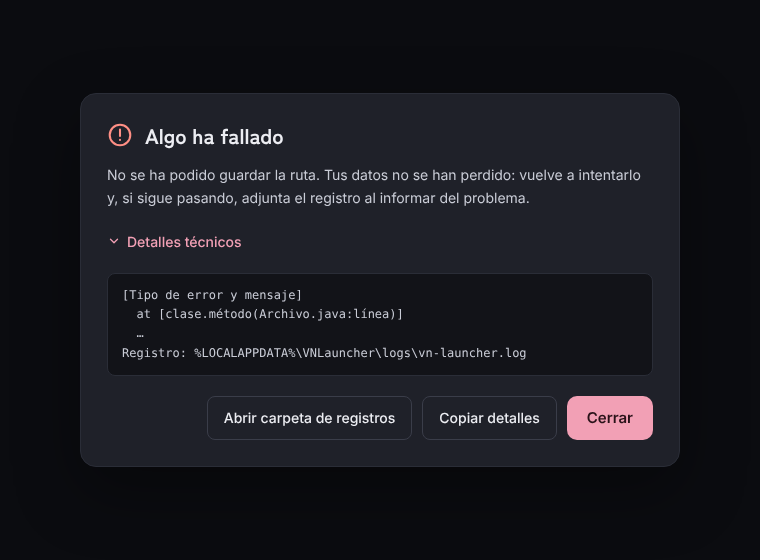 Algo ha fallado
No se ha podido guardar la ruta. Tus datos no se han perdido: vuelve a intentarlo
y, si sigue pasando, adjunta el registro al informar del problema.
Detalles técnicos
[Tipo de error y mensaje]
at [clase.método(Archivo.java:línea)]
…
Registro: %LOCALAPPDATA%\VNLauncher\logs\vn-launcher.log
Abrir carpeta de registros
Copiar detalles
Cerrar